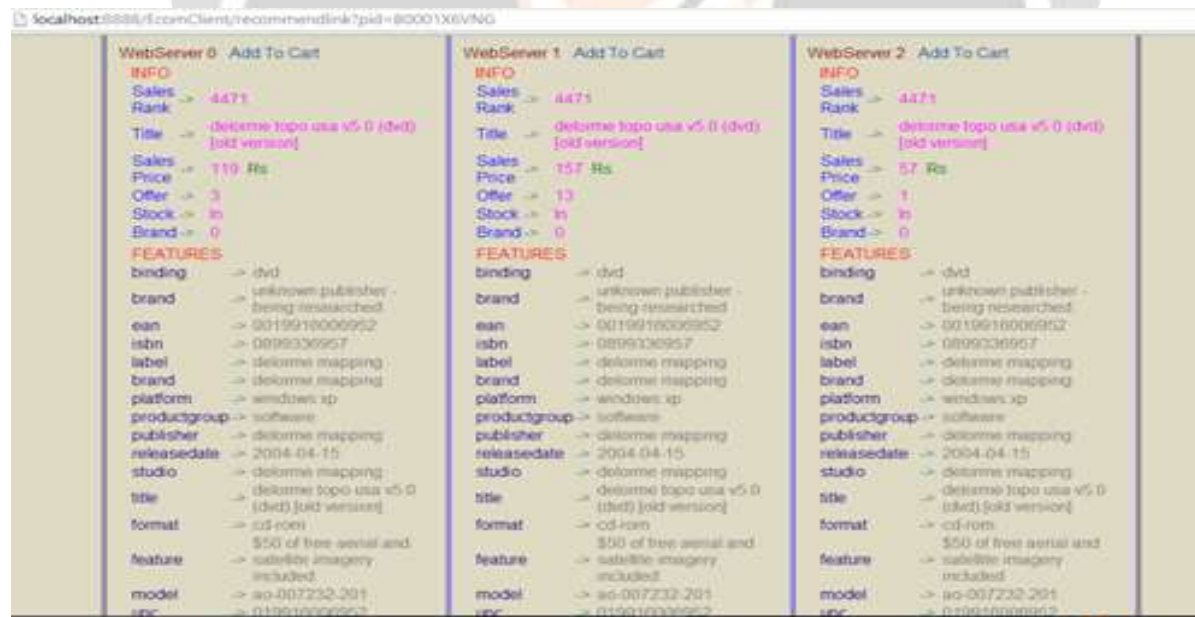 localhost:8888/EcomClient/recommendlink?pid=B0001X6VNG
WebServer 0 Add To Cart
INFO
Sales Rank -> 4471
Title -> delorme topo usa v5.0 (dvd)
[old version]
Sales Price -> 119 Rs
Offer -> 3
Stock -> In
Brand -> 0
FEATURES
binding -> dvd
brand -> unknown publisher -
being researched
ean -> 0019916006952
isbn -> 0899336957
label -> delorme mapping
brand -> delorme mapping
platform -> windows xp
productgroup -> software
publisher -> delorme mapping
releasedate -> 2004-04-15
studio -> delorme mapping
title -> delorme topo usa v5.0
(dvd) [old version]
format -> cd-rom
feature -> $50 of free aerial and
satellite imagery
included
model -> ao-007232-201
upc ->
WebServer 1 Add To Cart
INFO
Sales Rank -> 4471
Title -> delorme topo usa v5.0 (dvd)
[old version]
Sales Price -> 157 Rs
Offer -> 13
Stock -> In
Brand -> 0
FEATURES
binding -> dvd
brand -> unknown publisher -
being researched
ean -> 0019916006952
isbn -> 0899336957
label -> delorme mapping
brand -> delorme mapping
platform -> windows xp
productgroup -> software
publisher -> delorme mapping
releasedate -> 2004-04-15
studio -> delorme mapping
title -> delorme topo usa v5.0
(dvd) [old version]
format -> cd-rom
feature -> $50 of free aerial and
satellite imagery
included
model -> ao-007232-201
upc ->
WebServer 2 Add To Cart
INFO
Sales Rank -> 4471
Title -> delorme topo usa v5.0 (dvd)
[old version]
Sales Price -> 57 Rs
Offer -> 1
Stock -> In
Brand -> 0
FEATURES
binding -> dvd
brand -> unknown publisher -
being researched
ean -> 0019916006952
isbn -> 0899336957
label -> delorme mapping
brand -> delorme mapping
platform -> windows xp
productgroup -> software
publisher -> delorme mapping
releasedate -> 2004-04-15
studio -> delorme mapping
title -> delorme topo usa v5.0
(dvd) [old version]
format -> cd-rom
feature -> $50 of free aerial and
satellite imagery
included
model -> ao-007232-201
upc ->